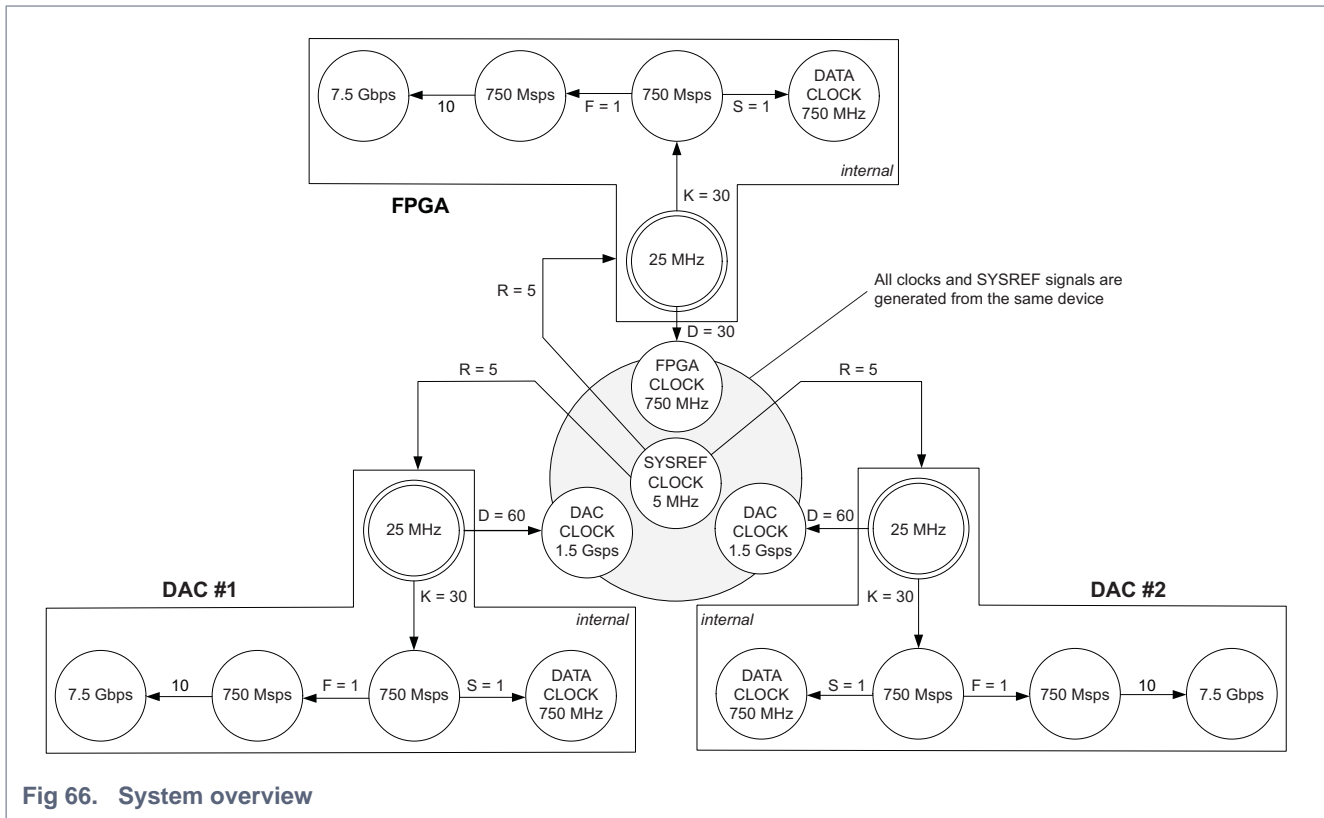 7.5 Gbps
10
750 Msps
F = 1
750 Msps
S = 1
DATA
CLOCK
750 MHz
internal
K = 30
FPGA
25 MHz
R = 5
All clocks and SYSREF signals are
generated from the same device
D = 30
FPGA
CLOCK
750 MHz
R = 5
R = 5
SYSREF
CLOCK
5 MHz
25 MHz
D = 60
DAC
CLOCK
1.5 Gsps
DAC
CLOCK
1.5 Gsps
D = 60
25 MHz
DAC #1
K = 30
internal
7.5 Gbps
10
750 Msps
F = 1
750 Msps
S = 1
DATA
CLOCK
750 MHz
K = 30
DAC #2
internal
DATA
CLOCK
750 MHz
S = 1
750 Msps
F = 1
750 Msps
10
7.5 Gbps
Fig 66. System overview